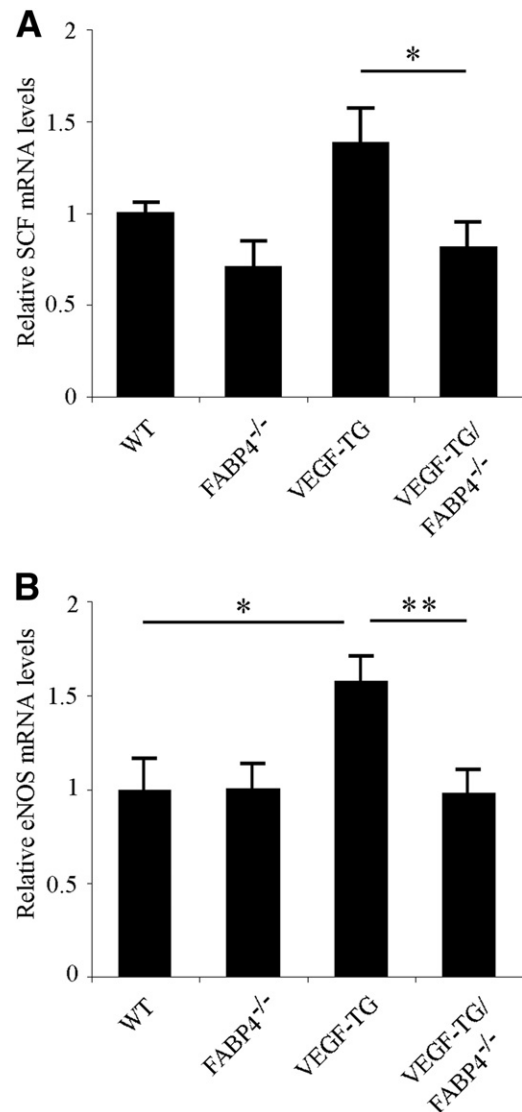 A
Relative SCF mRNA levels
2
1.5
1
0.5
0
*
WT
FABP4-/-
VEGF-TG
VEGF-TG/
FABP4-/-
B
Relative eNOS mRNA levels
2
1.5
1
0.5
0
*
**
WT
FABP4-/-
VEGF-TG
VEGF-TG/
FABP4-/-